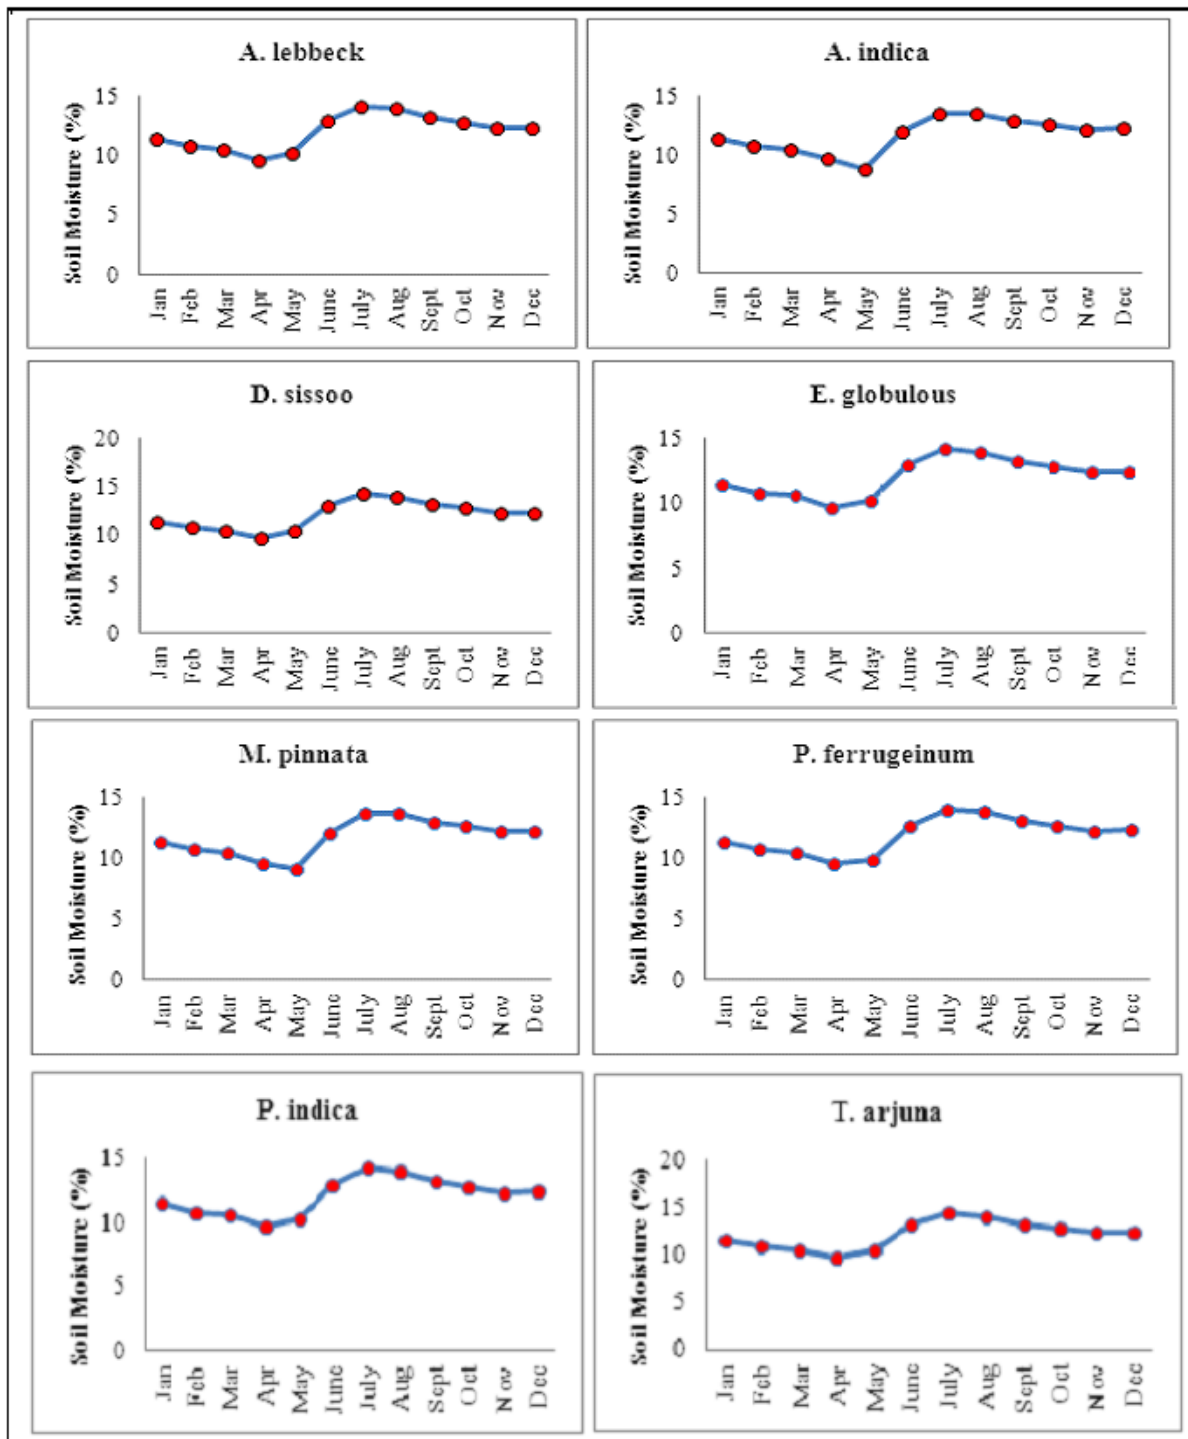 A. lebbeck
Soil Moisture (%)
15
10
5
0
Jan Feb Mar Apr May June July Aug Sept Oct Nov Dec
A. indica
Soil Moisture (%)
15
10
5
0
Jan Feb Mar Apr May June July Aug Sept Oct Nov Dec
D. sissoo
Soil Moisture (%)
20
15
10
5
0
Jan Feb Mar Apr May June July Aug Sept Oct Nov Dec
E. globulous
Soil Moisture (%)
15
10
5
0
Jan Feb Mar Apr May June July Aug Sept Oct Nov Dec
M. pinnata
Soil Moisture (%)
15
10
5
0
Jan Feb Mar Apr May June July Aug Sept Oct Nov Dec
P. ferrugeinum
Soil Moisture (%)
15
10
5
0
Jan Feb Mar Apr May June July Aug Sept Oct Nov Dec
P. indica
Soil Moisture (%)
15
10
5
0
Jan Feb Mar Apr May June July Aug Sept Oct Nov Dec
T. arjuna
Soil Moisture (%)
20
15
10
5
0
Jan Feb Mar Apr May June July Aug Sept Oct Nov Dec